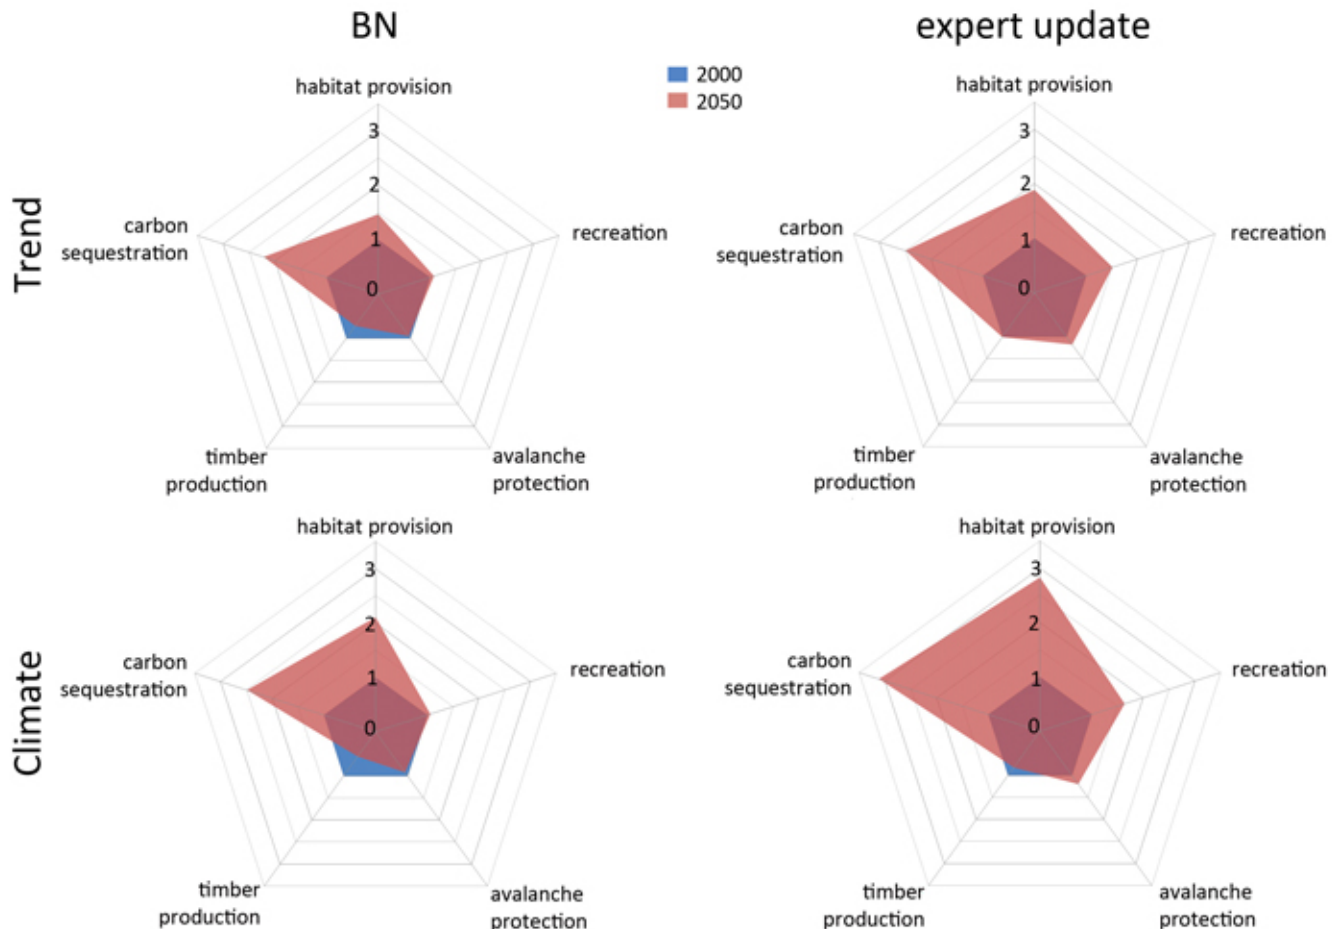 BN
expert update
2000
2050
Trend
habitat provision
3
2
1
0
carbon
sequestration
recreation
timber
production
avalanche
protection
habitat provision
3
2
1
0
carbon
sequestration
recreation
timber
production
avalanche
protection
Climate
habitat provision
3
2
1
0
carbon
sequestration
recreation
timber
production
avalanche
protection
habitat provision
3
2
1
0
carbon
sequestration
recreation
timber
production
avalanche
protection